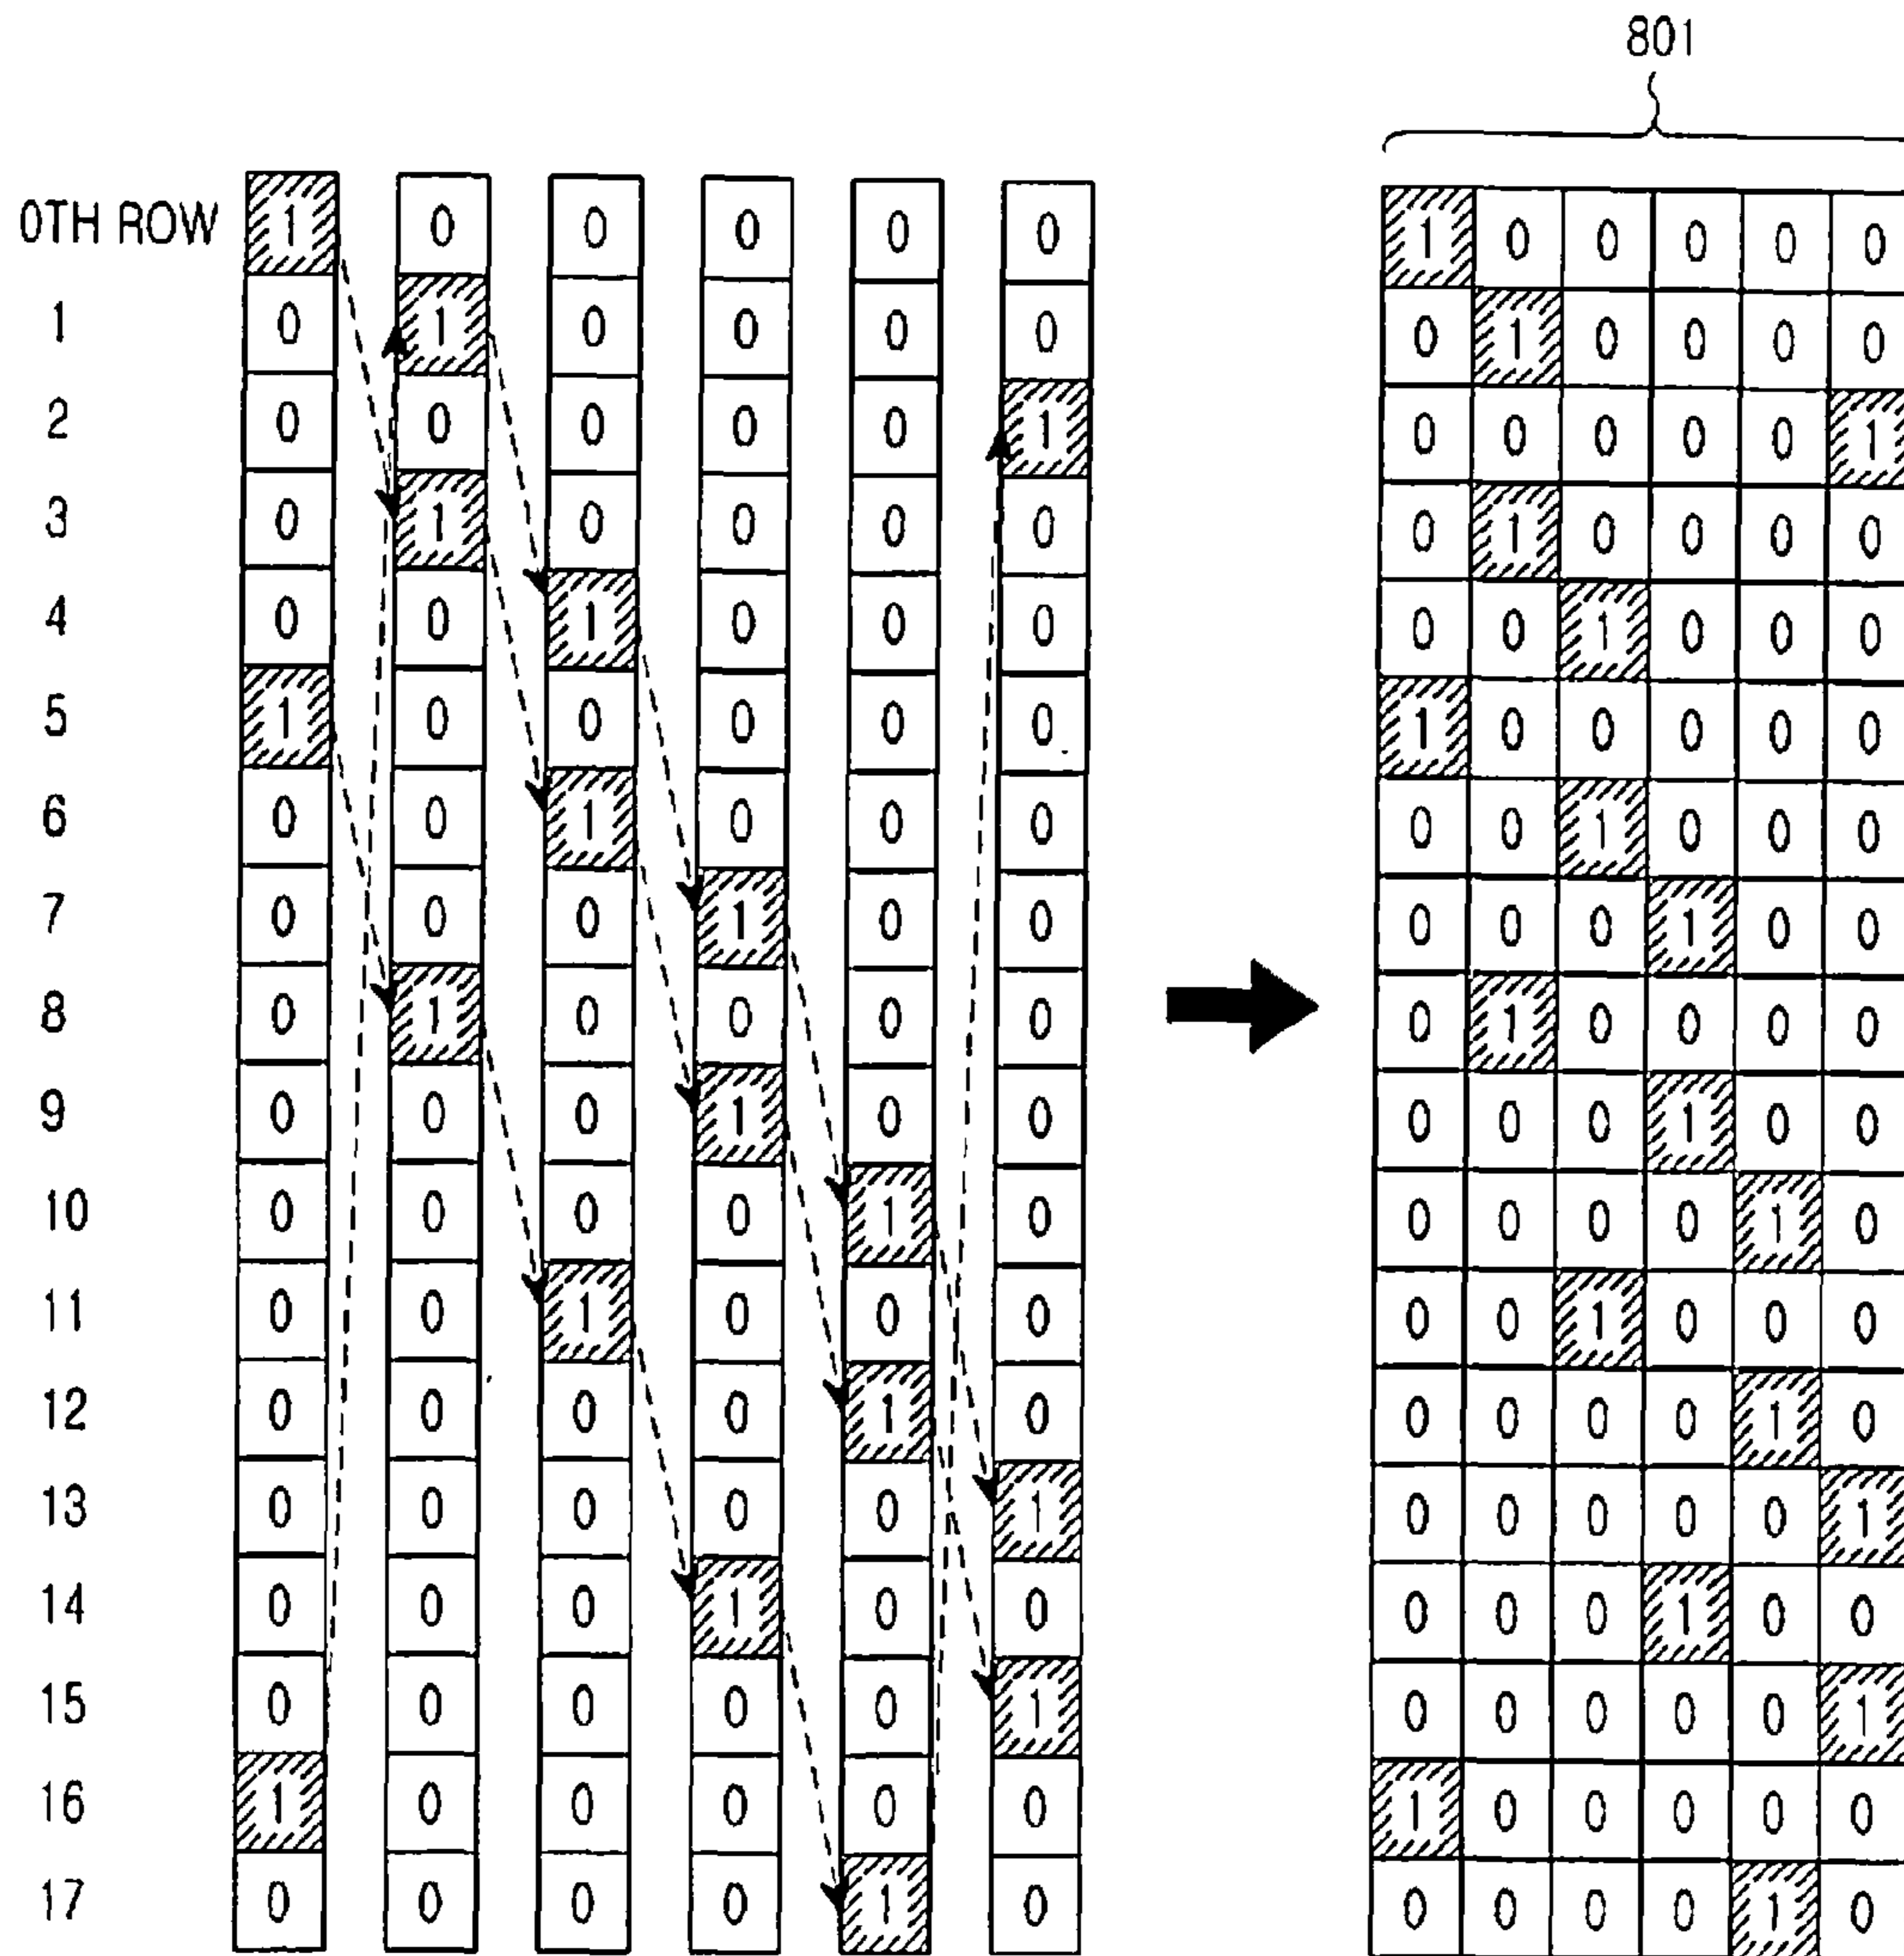 801
0TH ROW 1 0 0 0 0 0 1 0 0 0 0 0
1 0 1 0 0 0 0 0 1 0 0 0 0
2 0 0 0 0 0 1 0 0 0 0 0 1
3 0 1 0 0 0 0 0 1 0 0 0 0
4 0 0 1 0 0 0 0 0 1 0 0 0
5 1 0 0 0 0 0 1 0 0 0 0 0
6 0 0 1 0 0 0 0 0 1 0 0 0
7 0 0 0 1 0 0 0 0 0 1 0 0
8 0 1 0 0 0 0 0 1 0 0 0 0
9 0 0 0 1 0 0 0 0 0 1 0 0
10 0 0 0 0 1 0 0 0 0 0 1 0
11 0 0 1 0 0 0 0 0 1 0 0 0
12 0 0 0 0 1 0 0 0 0 0 1 0
13 0 0 0 0 0 1 0 0 0 0 0 1
14 0 0 0 1 0 0 0 0 0 1 0 0
15 0 0 0 0 0 1 0 0 0 0 0 1
16 1 0 0 0 0 0 1 0 0 0 0 0
17 0 0 0 0 1 0 0 0 0 0 1 0